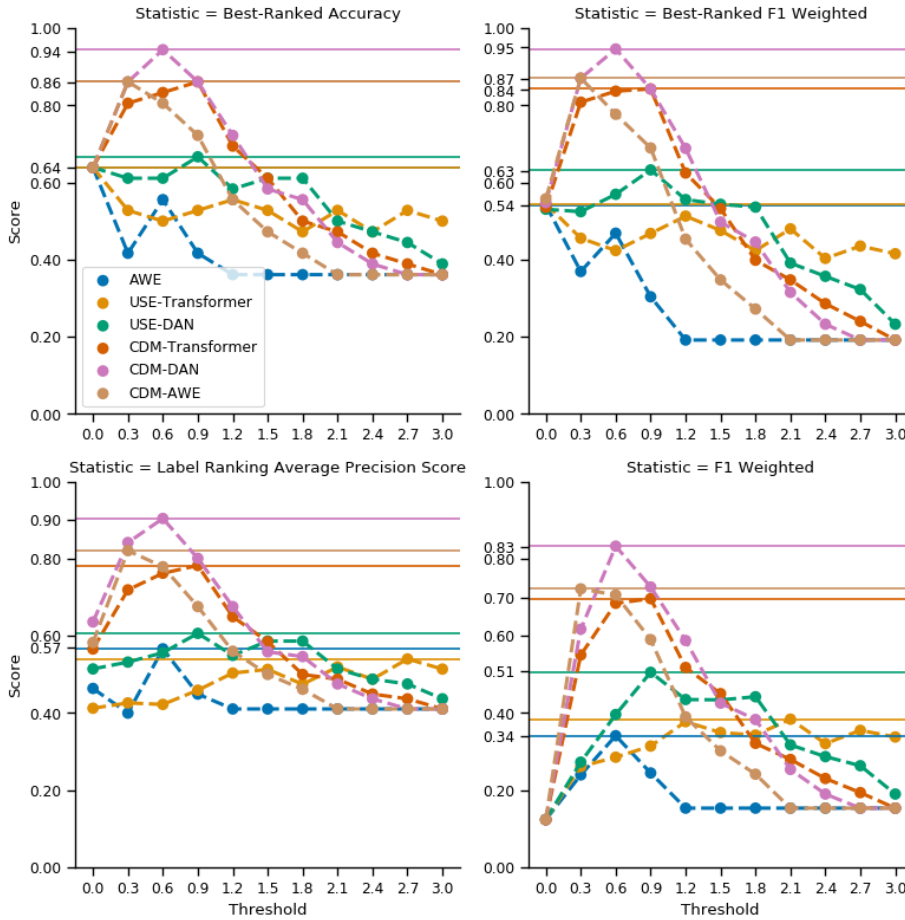 Statistic = Best-Ranked Accuracy
1.00
0.94
0.86
0.80
0.64
0.60
0.40
0.20
0.00
Score
AWE
USE-Transformer
USE-DAN
CDM-Transformer
CDM-DAN
CDM-AWE
0.0 0.3 0.6 0.9 1.2 1.5 1.8 2.1 2.4 2.7 3.0
Statistic = Best-Ranked F1 Weighted
1.00
0.95
0.87
0.84
0.80
0.63
0.60
0.54
0.40
0.20
0.00
0.0 0.3 0.6 0.9 1.2 1.5 1.8 2.1 2.4 2.7 3.0
Statistic = Label Ranking Average Precision Score
1.00
0.90
0.80
0.57
0.40
0.20
0.00
Score
0.0 0.3 0.6 0.9 1.2 1.5 1.8 2.1 2.4 2.7 3.0
Threshold
Statistic = F1 Weighted
1.00
0.83
0.80
0.70
0.60
0.51
0.40
0.34
0.20
0.00
0.0 0.3 0.6 0.9 1.2 1.5 1.8 2.1 2.4 2.7 3.0
Threshold